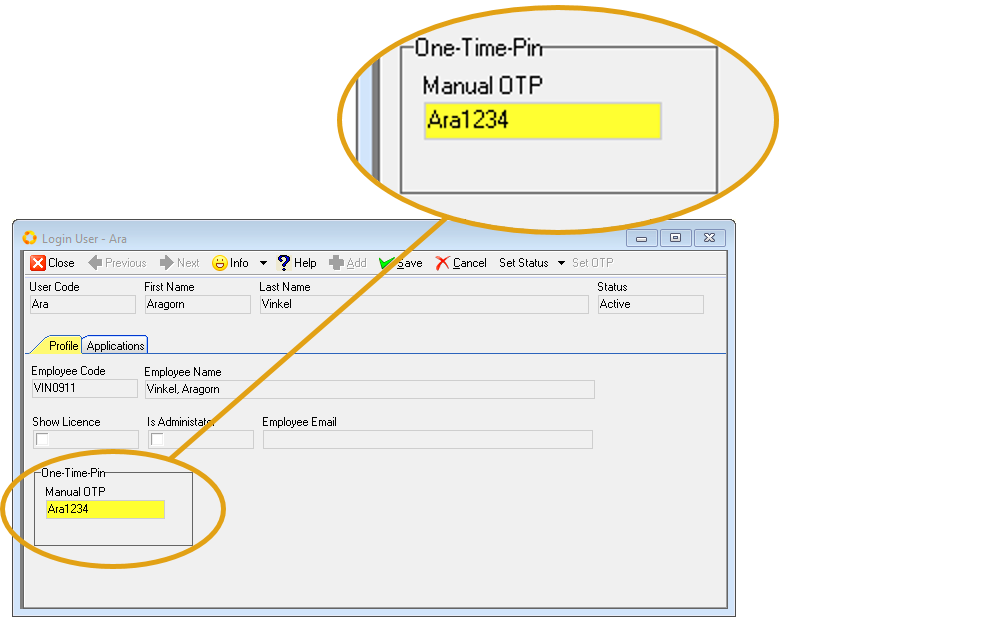 One-Time-Pin
Manual OTP
Ara1234
Login User - Ara
Close Previous Next Info Help Add Save Cancel Set Status Set OTP
User Code First Name Last Name Status
Ara Aragorn Vinkel Active
Profile Applications
Employee Code Employee Name
VIN0911 Vinkel, Aragorn
Show Licence Is Administator Employee Email
One-Time-Pin
Manual OTP
Ara1234